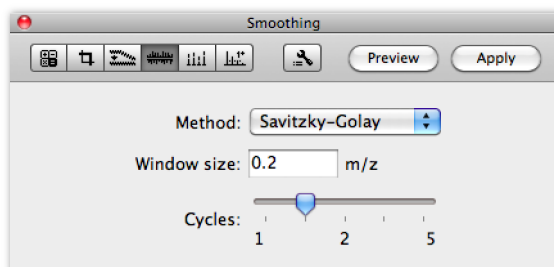 Smoothing
Preview Apply
Method: Savitzky-Golay
Window size: 0.2 m/z
Cycles:
1 2 5